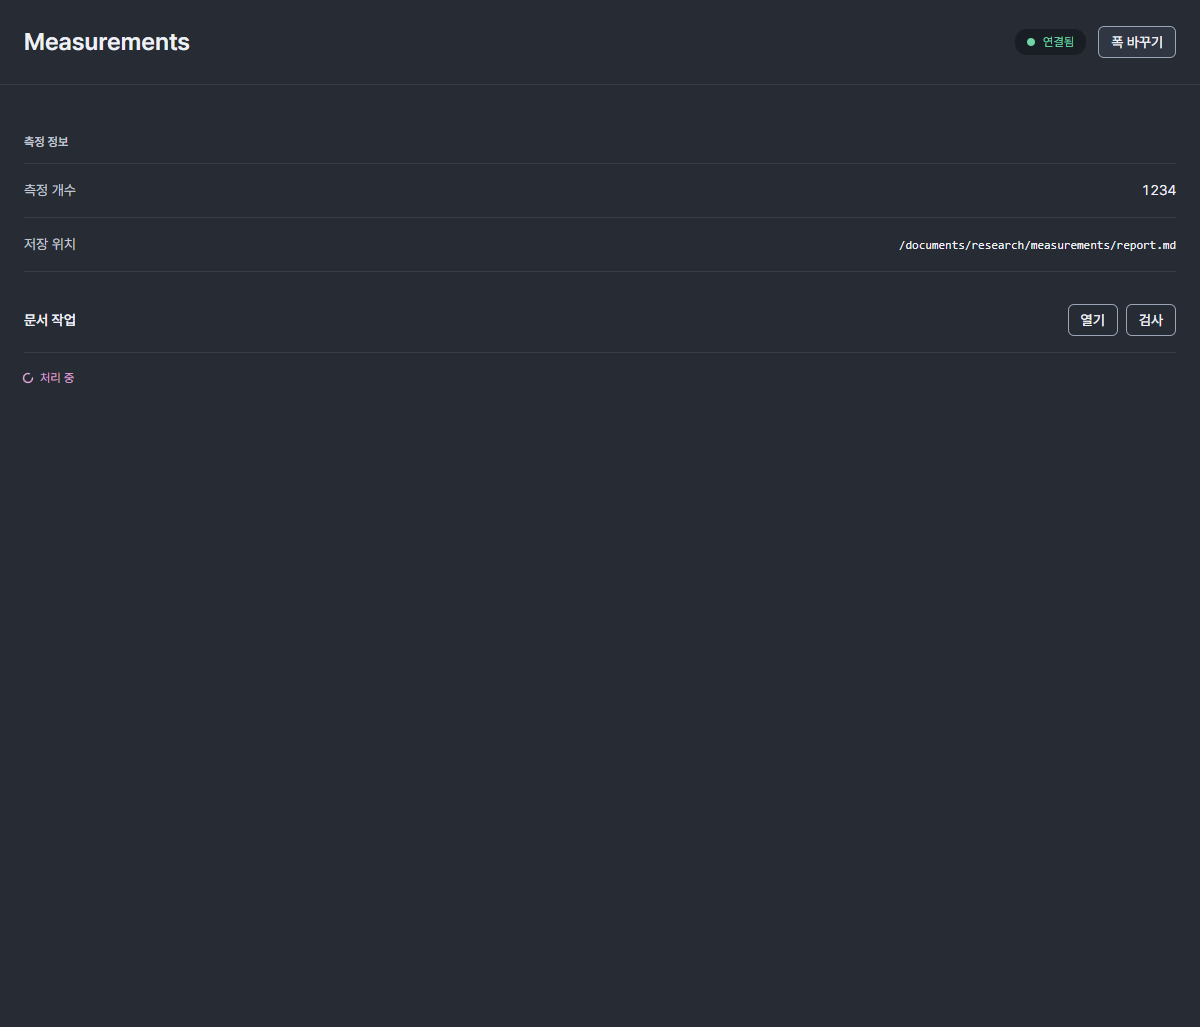 Measurements
연결됨
폭 바꾸기
측정 정보
측정 개수 1234
저장 위치 /documents/research/measurements/report.md
문서 작업 열기 검사
처리 중